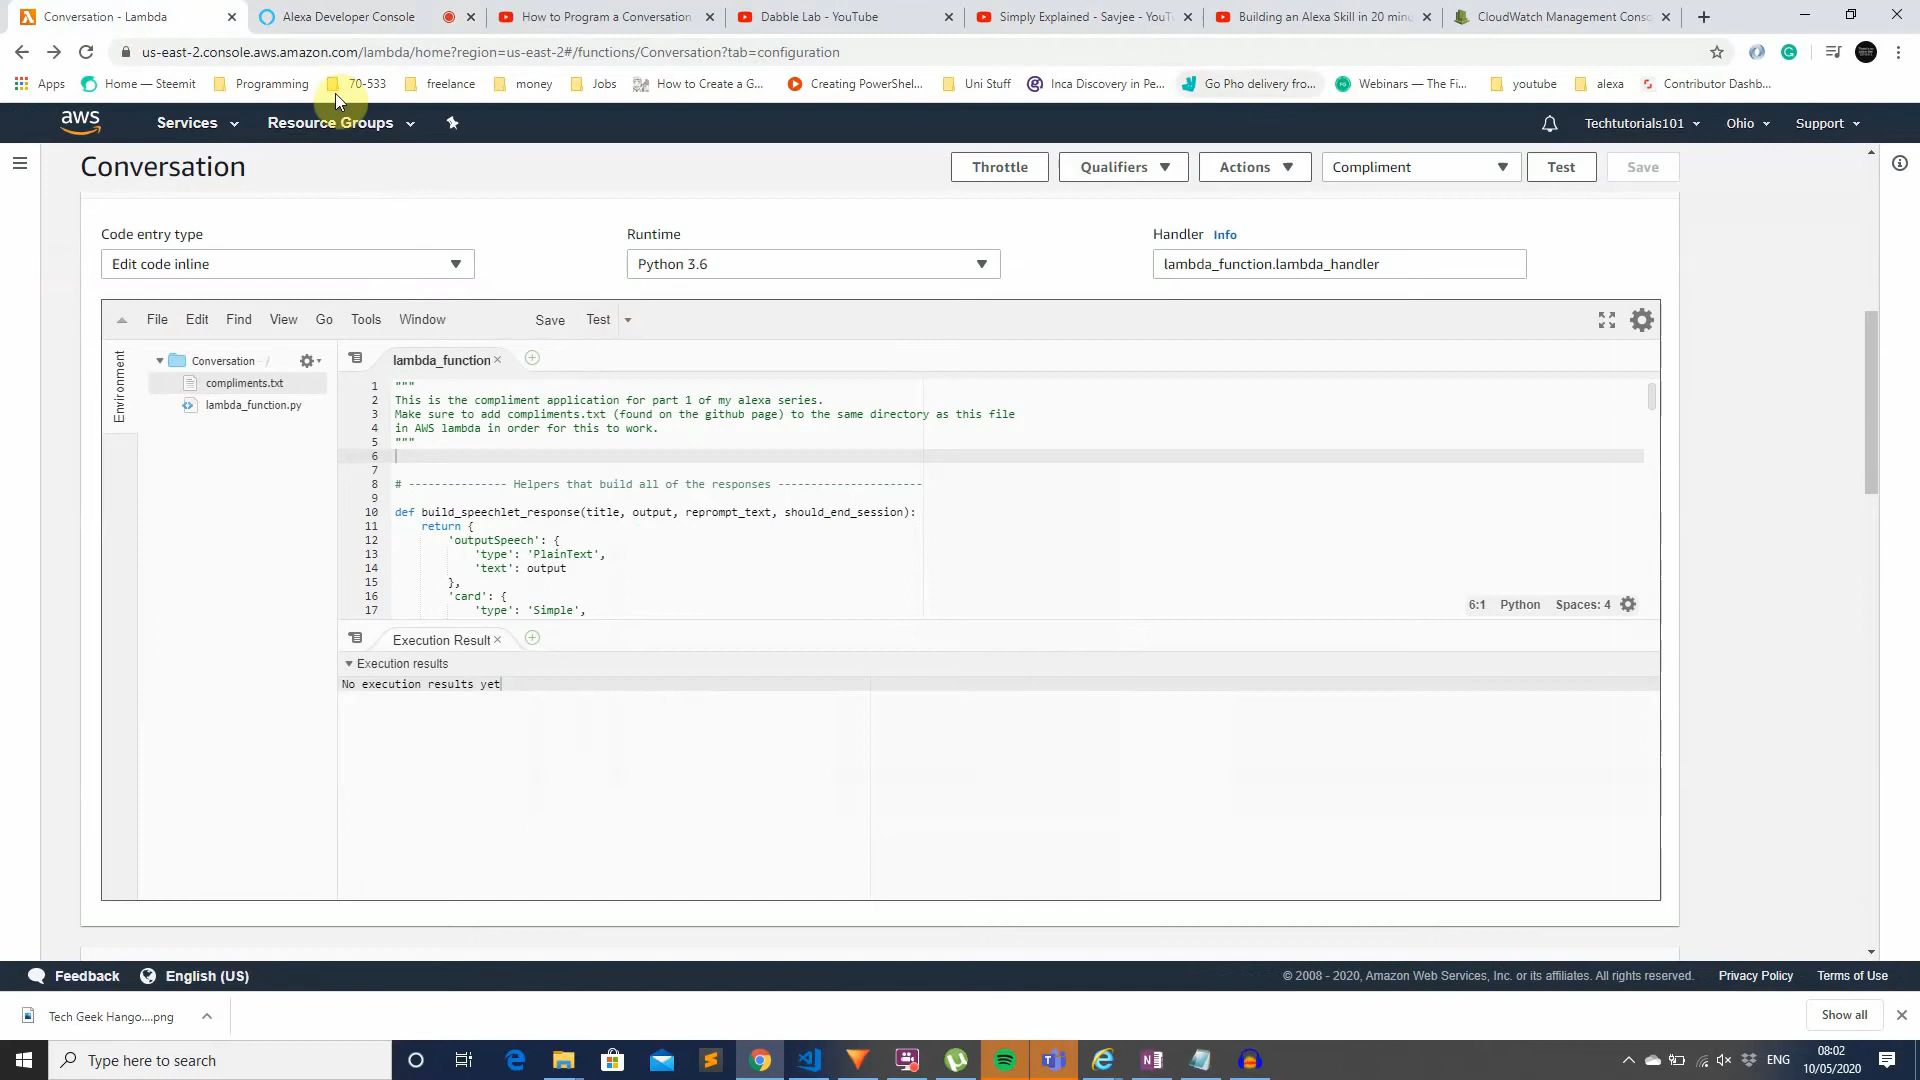 Conversation - Lambda
Alexa Developer Console
How to Program a Conversation
Dabble Lab - YouTube
Simply Explained - Savjee - YouT
Building an Alexa Skill in 20 minu
CloudWatch Management Cons
us-east-2.console.aws.amazon.com/lambda/home?region=us-east-2#/functions/Conversation?tab=configuration
Apps
Home — Steemit
Programming
70-533
freelance
money
Jobs
How to Create a G...
Creating PowerShel...
Uni Stuff
Inca Discovery in Pe...
Go Pho delivery fro...
Webinars — The Fi...
youtube
alexa
Contributor Dashb...
aws
Services
Resource Groups
Techtutorials101
Ohio
Support
Conversation
Throttle
Qualifiers
Actions
Compliment
Test
Save
Code entry type
Runtime
Handler Info
Edit code inline
Python 3.6
lambda_function.lambda_handler
File Edit Find View Go Tools Window Save Test
Environment
Conversation - /
compliments.txt
lambda_function.py
lambda_function
1 """
2 This is the compliment application for part 1 of my alexa series.
3 Make sure to add compliments.txt (found on the github page) to the same directory as this file
4 in AWS lambda in order for this to work.
5 """
6
7
8 # --------------- Helpers that build all of the responses ----------------------
9
10 def build_speechlet_response(title, output, reprompt_text, should_end_session):
11 return {
12 'outputSpeech': {
13 'type': 'PlainText',
14 'text': output
15 },
16 'card': {
17 'type': 'Simple',
6:1 Python Spaces: 4
Execution Result
Execution results
No execution results yet
Feedback
English (US)
© 2008 - 2020, Amazon Web Services, Inc. or its affiliates. All rights reserved.
Privacy Policy
Terms of Use
Tech Geek Hango....png
Show all
Type here to search
ENG
08:02
10/05/2020